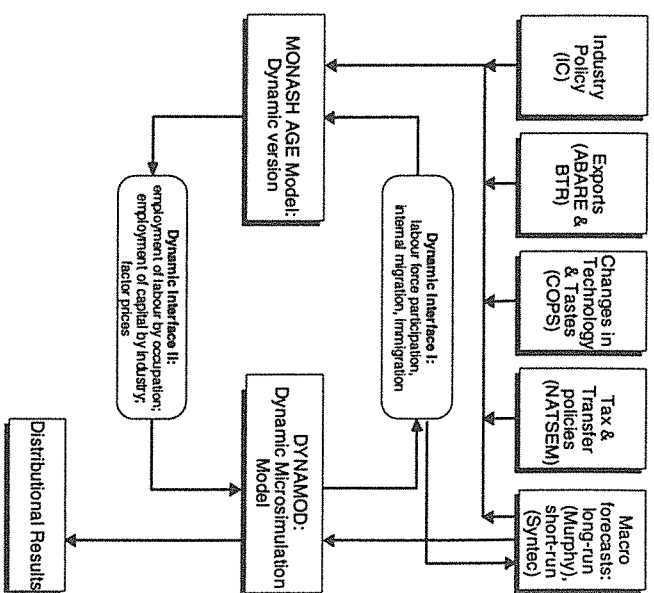 Industry
Policy
(IC)
Exports
(ABARE &
BTR)
Changes in
Technology
& Tastes
(COPS)
Tax &
Transfer
policies
(NATSEM)
Macro
forecasts:
long-run
(Murphy),
short-run
(Syntec)
Dynamic Interface I:
labour force participation,
internal migration, immigration
MONASH AGE Model:
Dynamic version
DYNAMOD:
Dynamic Microsimulation
Model
Dynamic Interface II:
employment of labour by occupation;
employment of capital by industry;
factor prices
Distributional Results